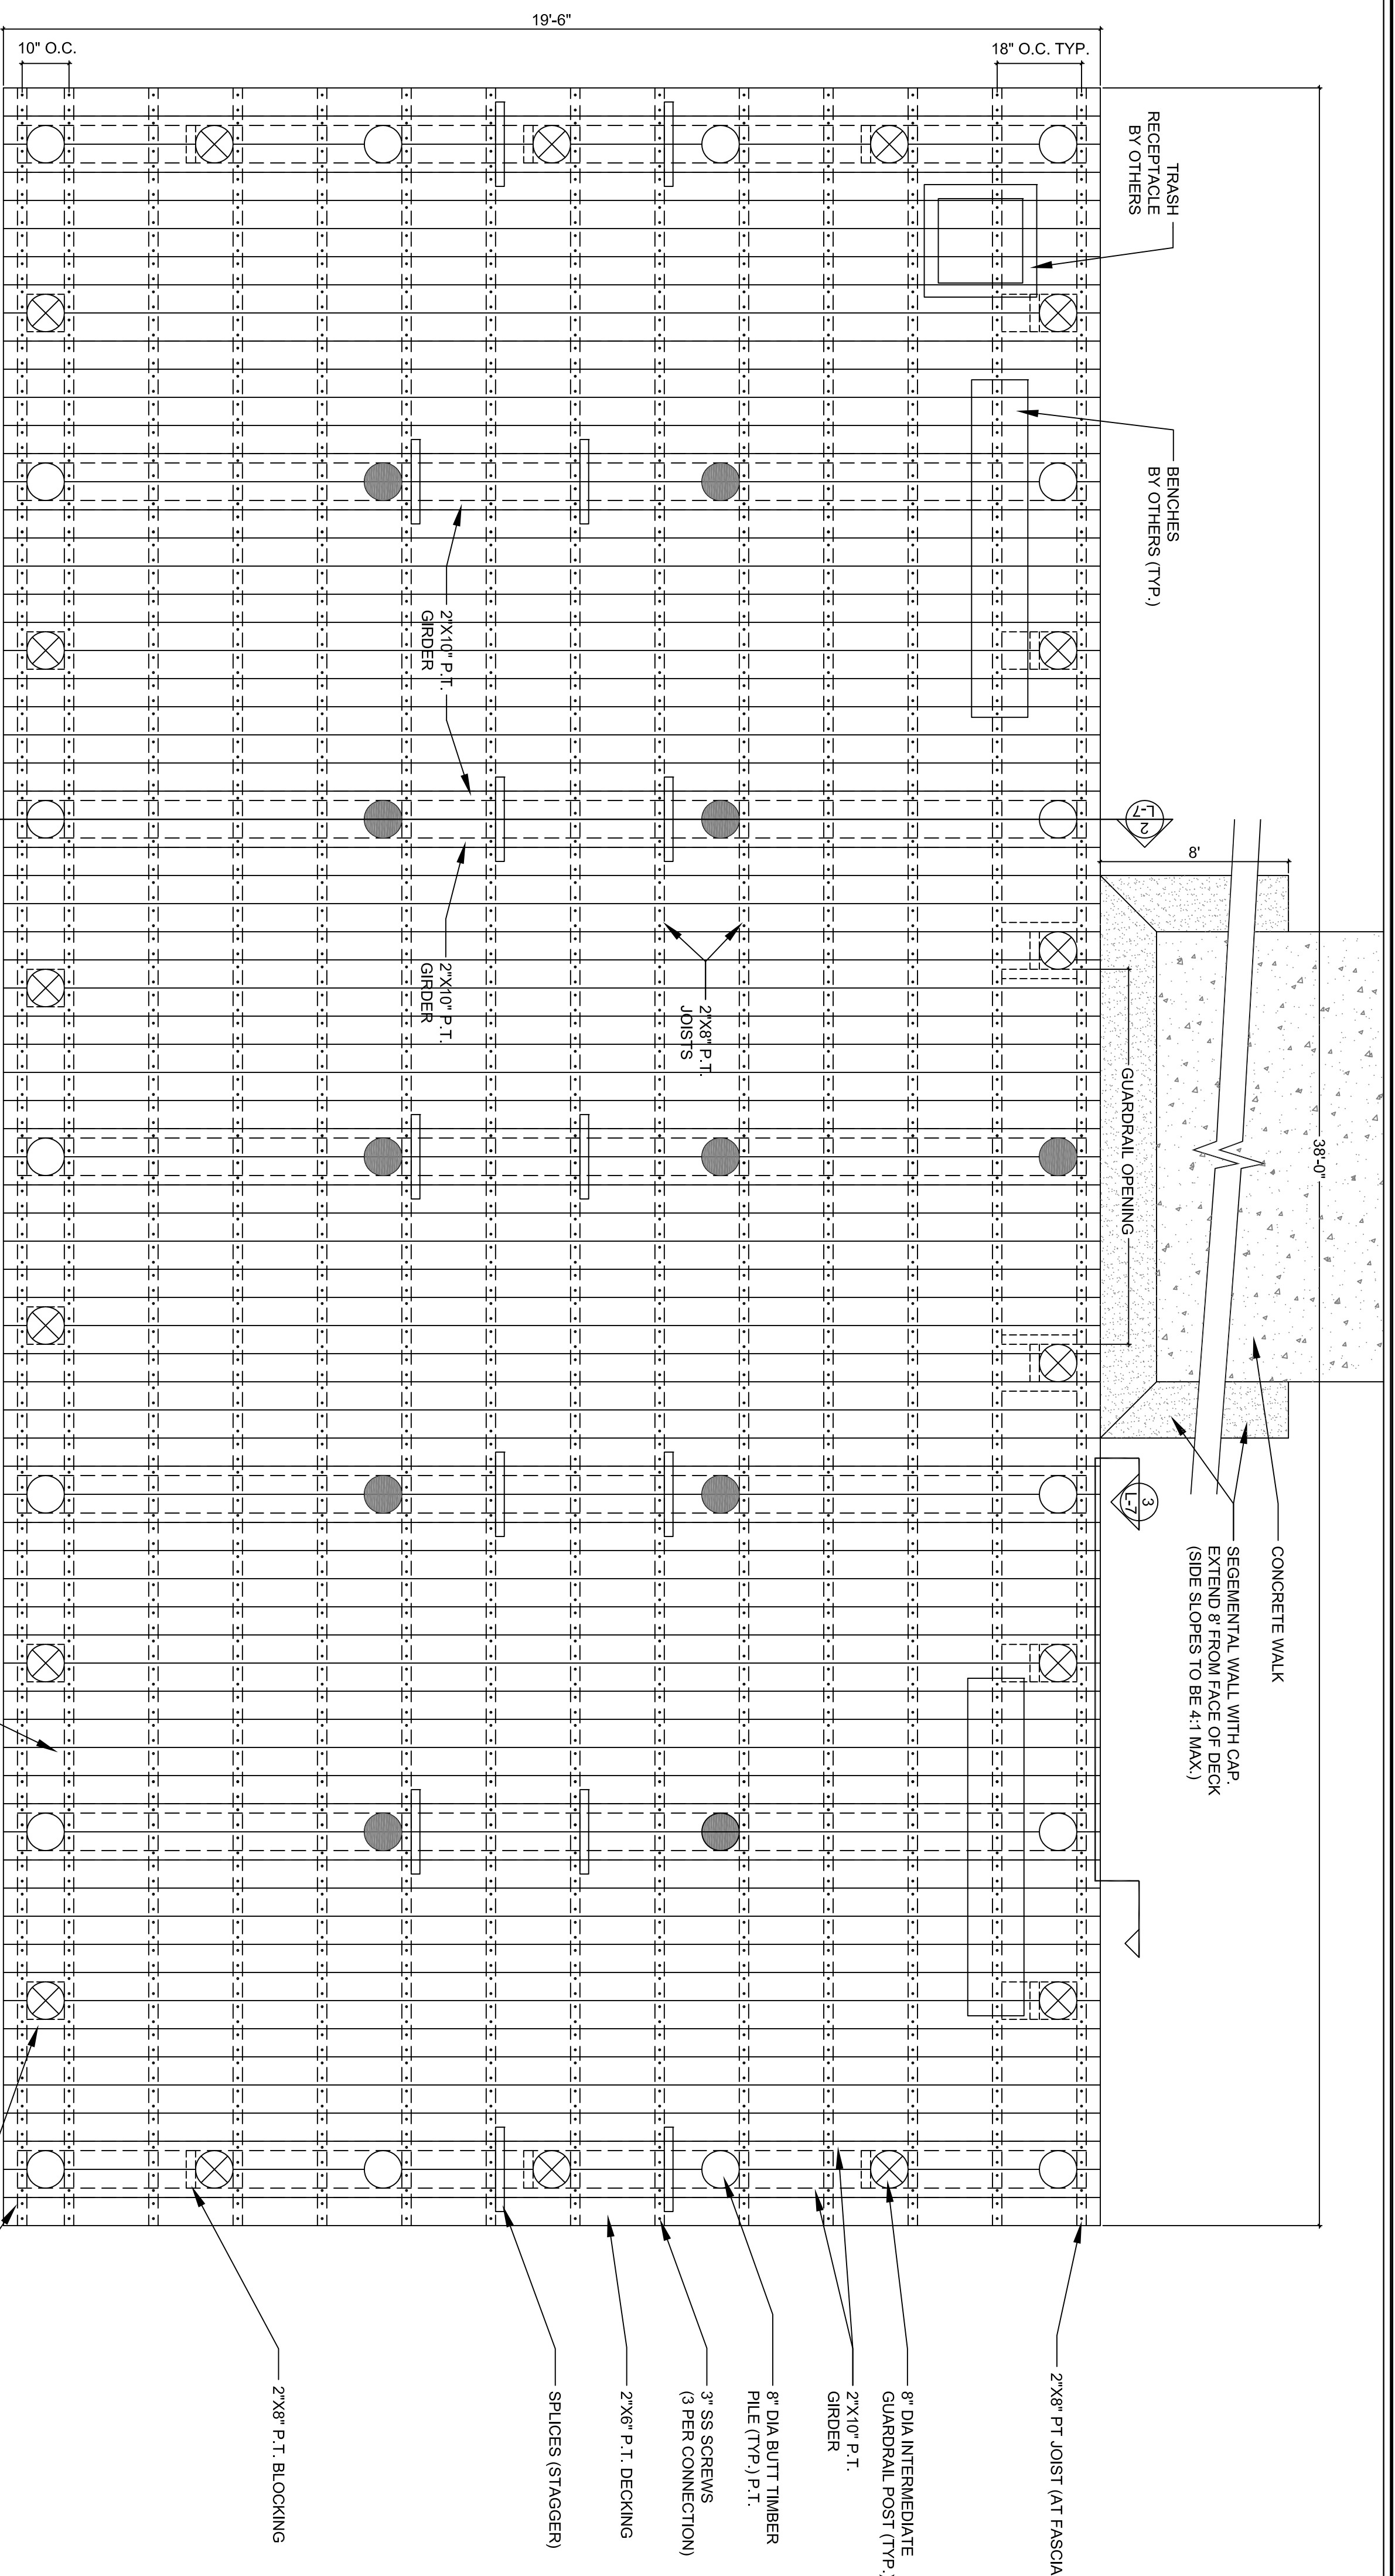 19'-6"
10" O.C.
18" O.C. TYP.
TRASH
RECEPTACLE
BY OTHERS
BENCHES
BY OTHERS (TYP.)
2"X10" P.T.
GIRDER
2
L-7
8'
2"X10" P.T.
GIRDER
2"X8" P.T.
JOISTS
GUARDRAIL OPENING
38'-0"
3
L-7
CONCRETE WALK
SEGEMENTAL WALL WITH CAP.
EXTEND 8' FROM FACE OF DECK
(SIDE SLOPES TO BE 4:1 MAX.)
2"X8" PT JOIST (AT FASCIA
8" DIA INTERMEDIATE
GUARDRAIL POST (TYP.)
2"X10" P.T.
GIRDER
8" DIA BUTT TIMBER
PILE (TYP.) P.T.
3" SS SCREWS
(3 PER CONNECTION)
2"X6" P.T. DECKING
SPLICES (STAGGER)
2"X8" P.T. BLOCKING